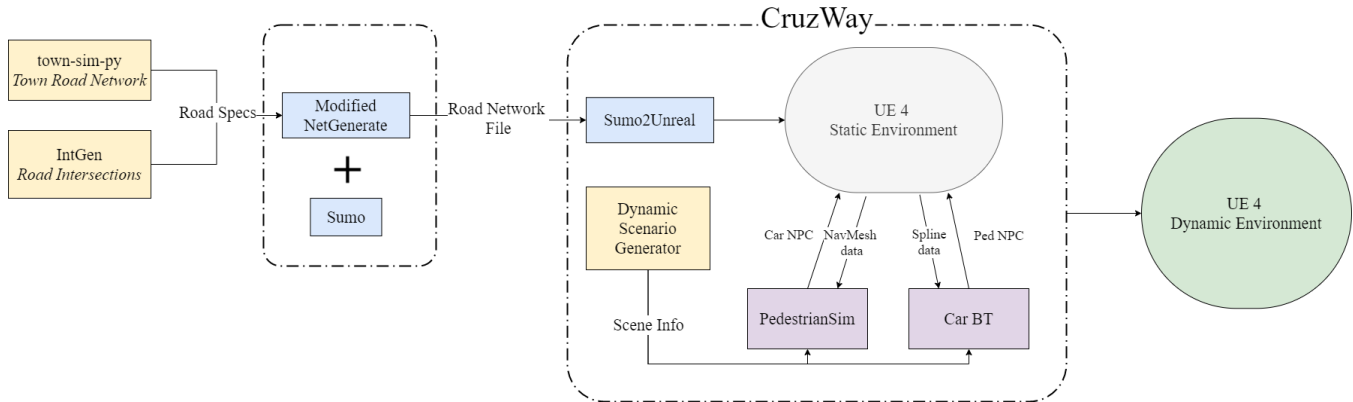 CruzWay
town-sim-py
Town Road Network
IntGen
Road Intersections
Road Specs
Modified
NetGenerate
+
Sumo
Road Network
File
Sumo2Unreal
UE 4
Static Environment
Dynamic
Scenario
Generator
Scene Info
Car NPC
NavMesh
data
Spline
data
Ped NPC
PedestrianSim
Car BT
UE 4
Dynamic Environment